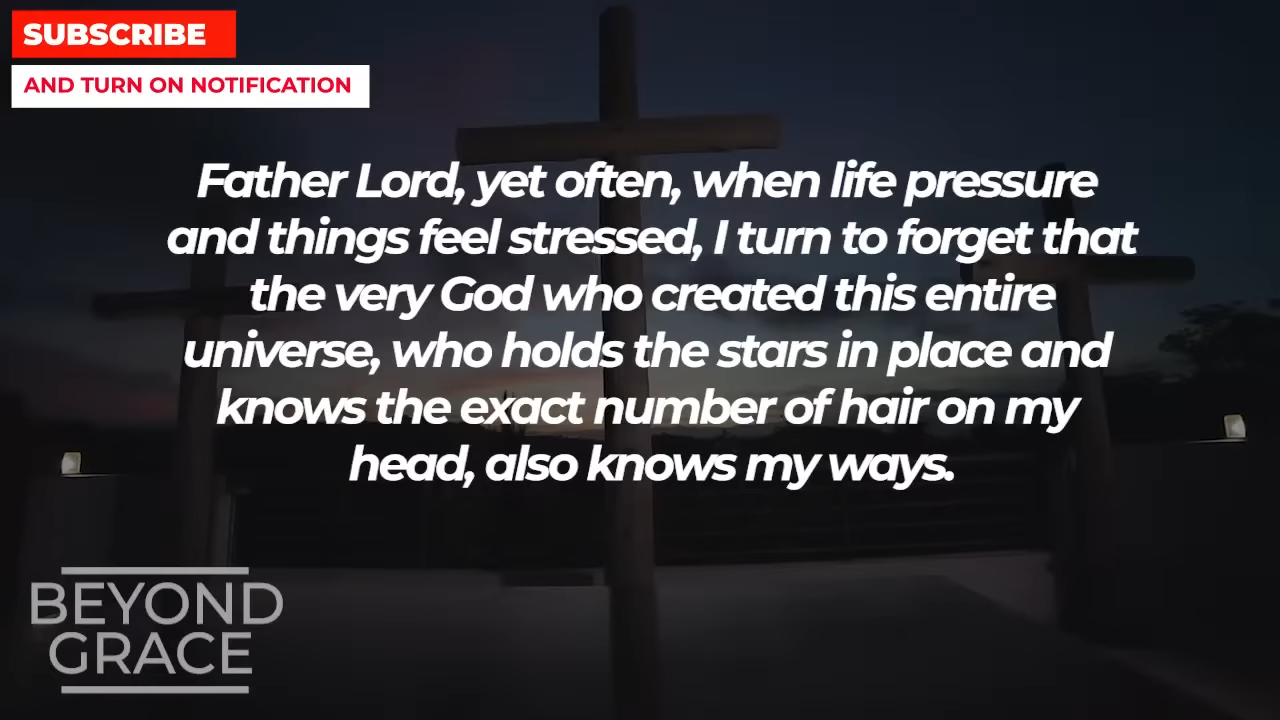 SUBSCRIBE
AND TURN ON NOTIFICATION
Father Lord, yet often, when life pressure
and things feel stressed, I turn to forget that
the very God who created this entire
universe, who holds the stars in place and
knows the exact number of hair on my
head, also knows my ways.
BEYOND
GRACE